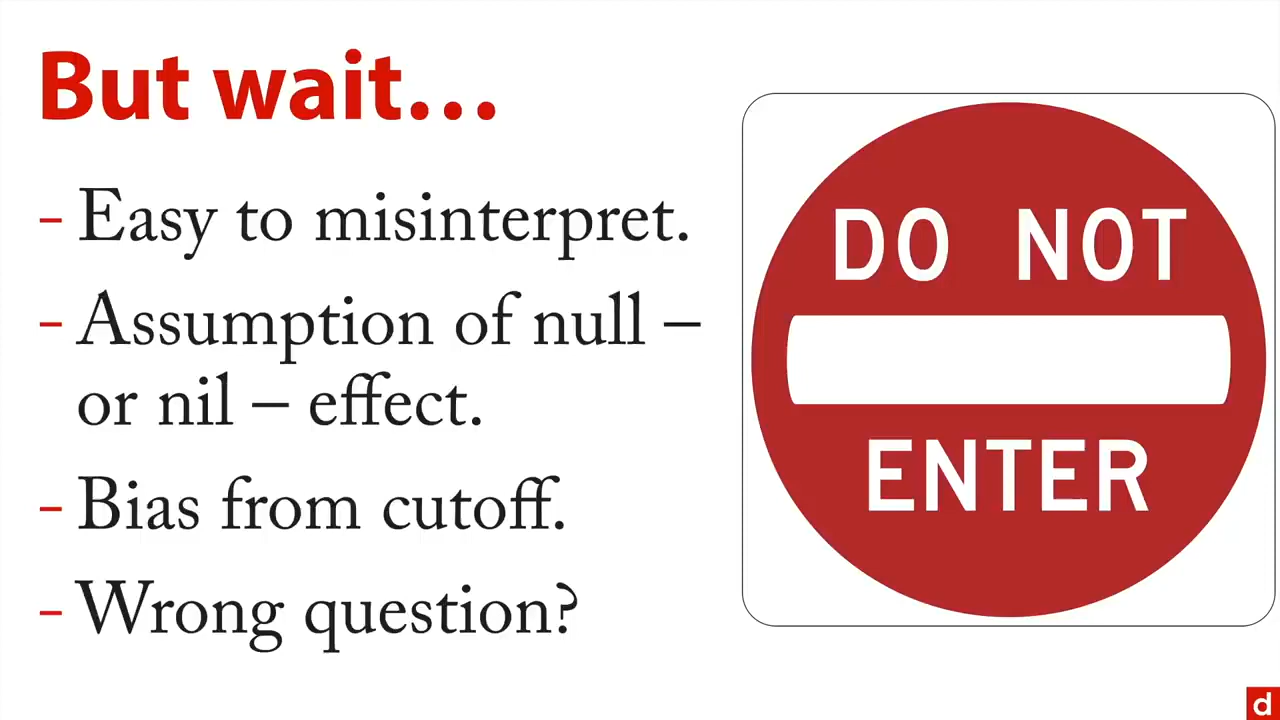 But wait…
– Easy to misinterpret.
– Assumption of null –
or nil – effect.
– Bias from cutoff.
– Wrong question?
DO NOT
ENTER
d